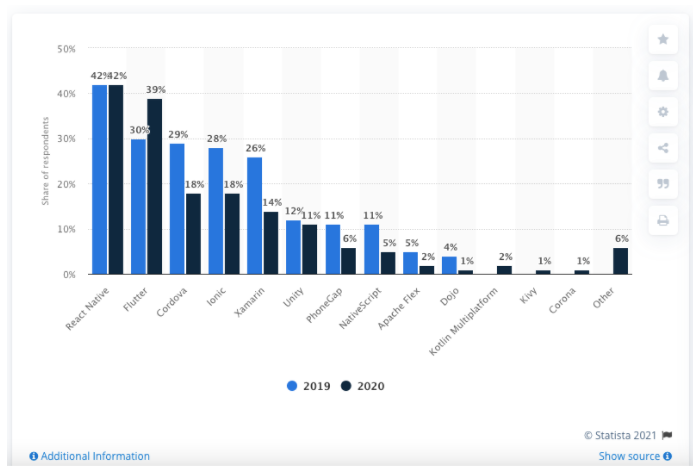 50%
40%
30%
20%
10%
0%
Share of respondents
42% 42%
30% 39%
29% 18%
28% 18%
26% 14%
12% 11%
11% 6%
11% 5%
5% 2%
4% 1%
2%
1%
1%
6%
React Native
Flutter
Cordova
Ionic
Xamarin
Unity
PhoneGap
NativeScript
Apache Flex
Dojo
Kotlin Multiplatform
Kivy
Corona
Other
2019 2020
© Statista 2021
Additional Information Show source